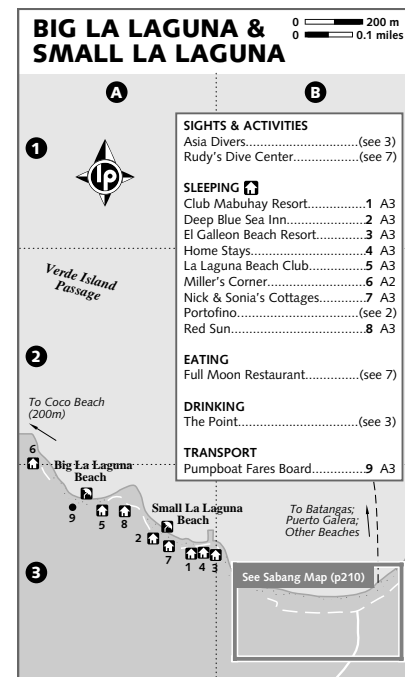 BIG LA LAGUNA &
SMALL LA LAGUNA
0 200 m
0 0.1 miles
A
B
1
lp
SIGHTS & ACTIVITIES
Asia Divers..............................(see 3)
Rudy's Dive Center..................(see 7)
SLEEPING
Club Mabuhay Resort................1 A3
Deep Blue Sea Inn.....................2 A3
El Galleon Beach Resort.............3 A3
Home Stays...............................4 A3
La Laguna Beach Club................5 A3
Miller's Corner...........................6 A2
Nick & Sonia's Cottages.............7 A3
Portofino................................(see 2)
Red Sun....................................8 A3
EATING
Full Moon Restaurant...............(see 7)
DRINKING
The Point................................(see 3)
TRANSPORT
Pumpboat Fares Board...............9 A3
Verde Island
Passage
2
To Coco Beach
(200m)
6
Big La Laguna
Beach
9
5
8
Small La Laguna
Beach
2
7
1
4
3
To Batangas;
Puerto Galera;
Other Beaches
3
See Sabang Map (p210)